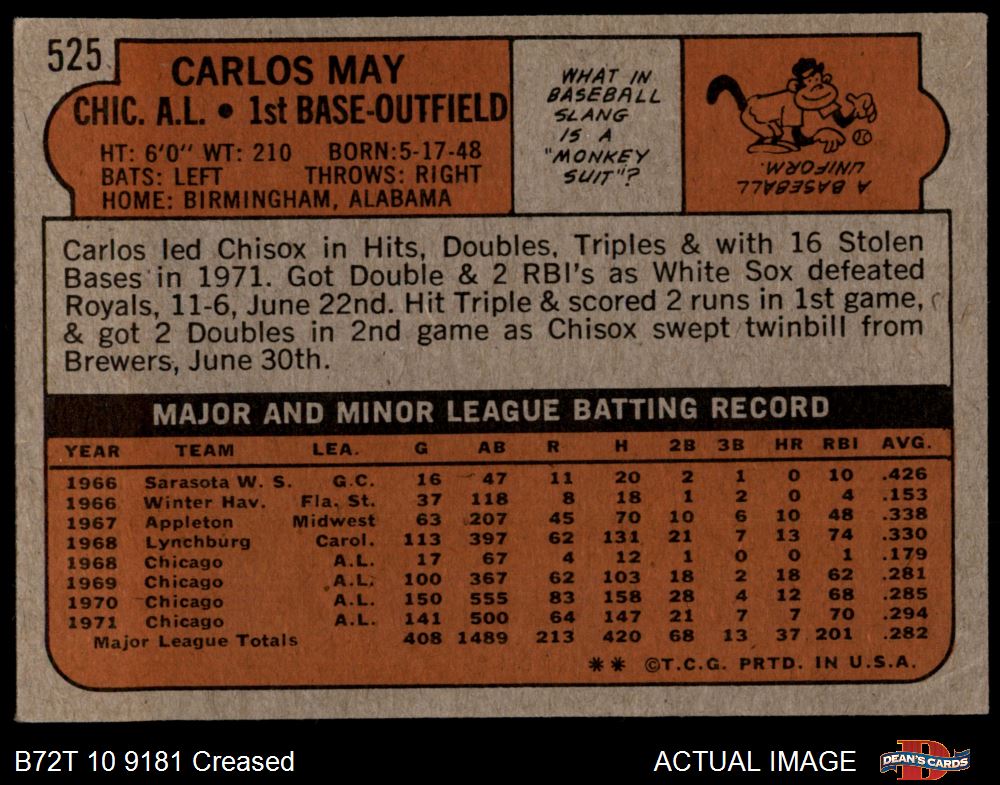 525
CARLOS MAY
CHIC. A.L. • 1st BASE-OUTFIELD
HT: 6'0" WT: 210 BORN:5-17-48
BATS: LEFT THROWS: RIGHT
HOME: BIRMINGHAM, ALABAMA
WHAT IN
BASEBALL
SLANG
IS A
"MONKEY
SUIT"?
A BASEBALL
UNIFORM.
Carlos led Chisox in Hits, Doubles, Triples & with 16 Stolen
Bases in 1971. Got Double & 2 RBI's as White Sox defeated
Royals, 11-6, June 22nd. Hit Triple & scored 2 runs in 1st game,
& got 2 Doubles in 2nd game as Chisox swept twinbill from
Brewers, June 30th.
MAJOR AND MINOR LEAGUE BATTING RECORD
YEAR TEAM LEA. G AB R H 2B 3B HR RBI AVG.
1966 Sarasota W. S. G.C. 16 47 11 20 2 1 0 10 .426
1966 Winter Hav. Fla. St. 37 118 8 18 1 2 0 4 .153
1967 Appleton Midwest 63 207 45 70 10 6 10 48 .338
1968 Lynchburg Carol. 113 397 62 131 21 7 13 74 .330
1968 Chicago A.L. 17 67 4 12 1 0 0 1 .179
1969 Chicago A.L. 100 367 62 103 18 2 18 62 .281
1970 Chicago A.L. 150 555 83 158 28 4 12 68 .285
1971 Chicago A.L. 141 500 64 147 21 7 7 70 .294
Major League Totals 408 1489 213 420 68 13 37 201 .282
** ©T.C.G. PRTD. IN U.S.A.
B72T 10 9181 Creased ACTUAL IMAGE
D
DEAN'S CARDS